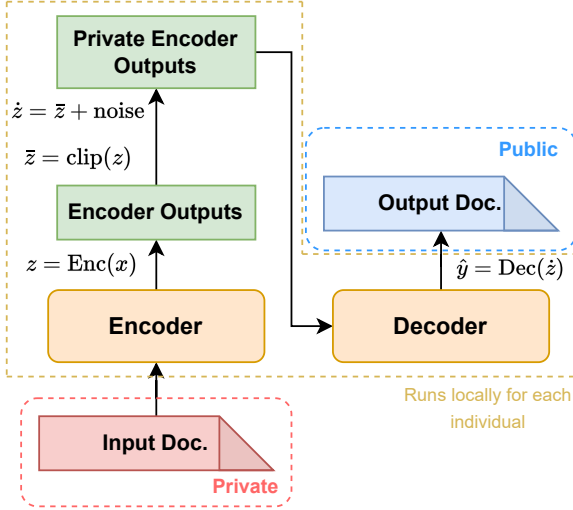 Private Encoder
Outputs
ż = z̄ + noise
z̄ = clip(z)
Public
Encoder Outputs
Output Doc.
z = Enc(x)
ŷ = Dec(ż)
Encoder
Decoder
Runs locally for each
individual
Input Doc.
Private